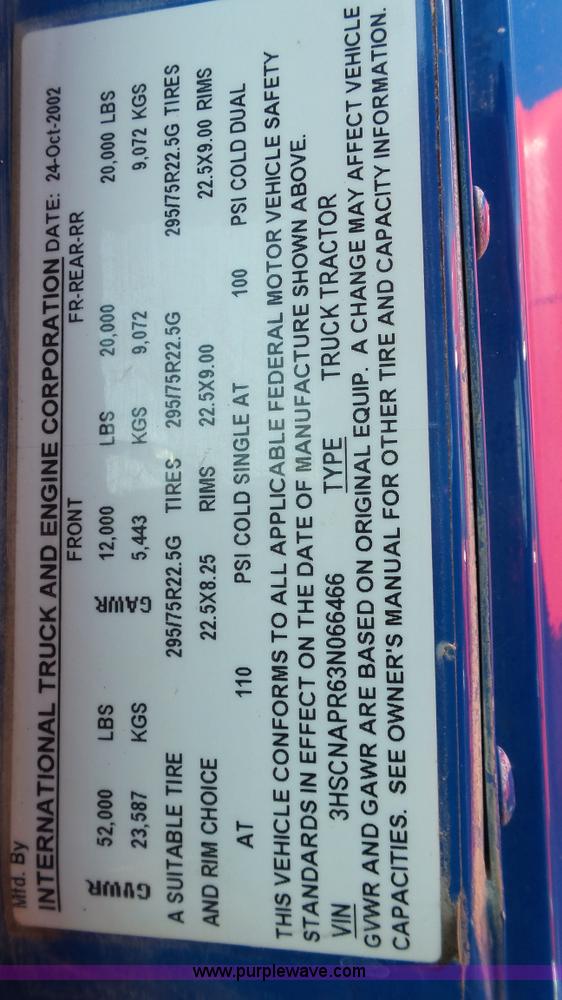 Mfd. By
INTERNATIONAL TRUCK AND ENGINE CORPORATION DATE: 24-Oct-2002
FRONT FR-REAR-RR
GVWR 52,000 LBS GAWR 12,000 LBS 20,000 20,000 LBS
23,587 KGS 5,443 KGS 9,072 9,072 KGS
A SUITABLE TIRE 295/75R22.5G TIRES 295/75R22.5G 295/75R22.5G TIRES
AND RIM CHOICE 22.5X8.25 RIMS 22.5X9.00 22.5X9.00 RIMS
AT 110 PSI COLD SINGLE AT 100 PSI COLD DUAL
THIS VEHICLE CONFORMS TO ALL APPLICABLE FEDERAL MOTOR VEHICLE SAFETY
STANDARDS IN EFFECT ON THE DATE OF MANUFACTURE SHOWN ABOVE.
VIN 3HSCNAPR63N066466 TYPE TRUCK TRACTOR
GVWR AND GAWR ARE BASED ON ORIGINAL EQUIP. A CHANGE MAY AFFECT VEHICLE
CAPACITIES. SEE OWNER'S MANUAL FOR OTHER TIRE AND CAPACITY INFORMATION.
www.purplewave.com